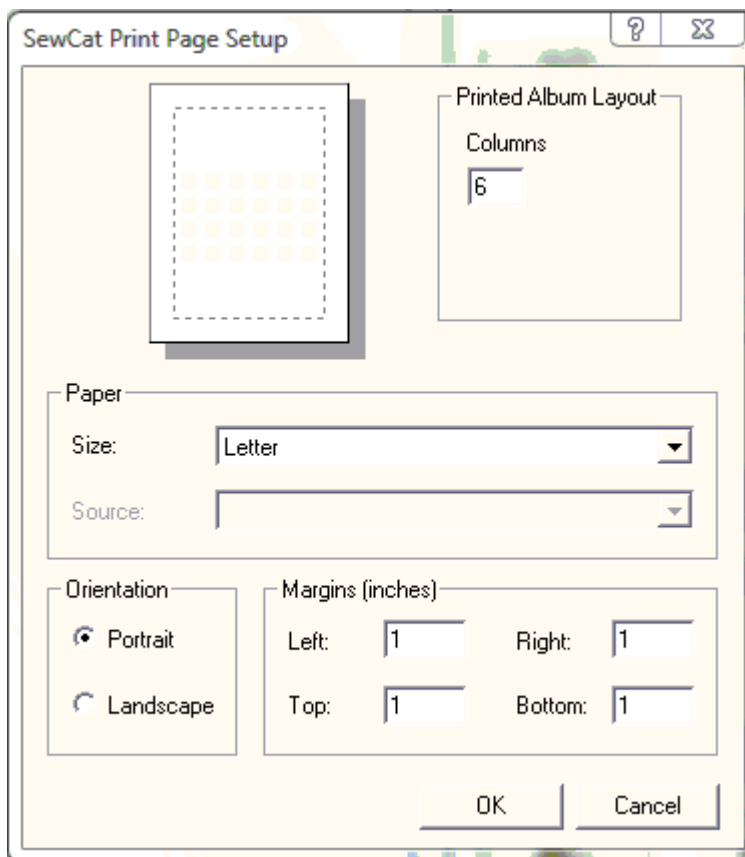 SewCat Print Page Setup
Printed Album Layout
Columns
6
Paper
Size: Letter
Source:
Orientation
Portrait
Landscape
Margins (inches)
Left: 1 Right: 1
Top: 1 Bottom: 1
OK Cancel